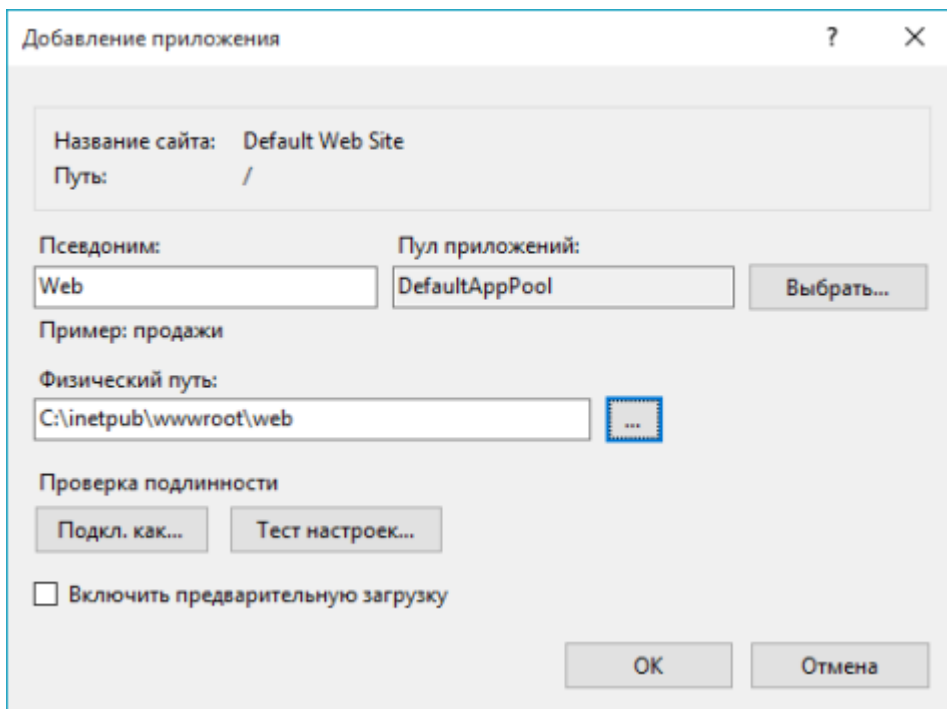 Добавление приложения ? ×
Название сайта: Default Web Site
Путь: /
Псевдоним: Пул приложений:
Web DefaultAppPool Выбрать...
Пример: продажи
Физический путь:
C:\inetpub\wwwroot\web ...
Проверка подлинности
Подкл. как... Тест настроек...
Включить предварительную загрузку
ОК Отмена